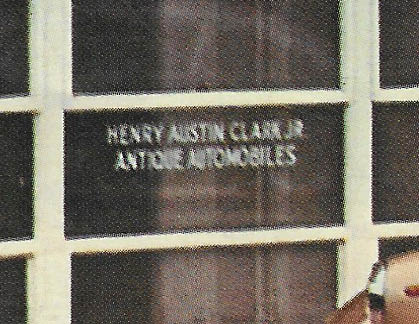 HENRY AUSTIN CLARK JR
ANTIQUE AUTOMOBILES